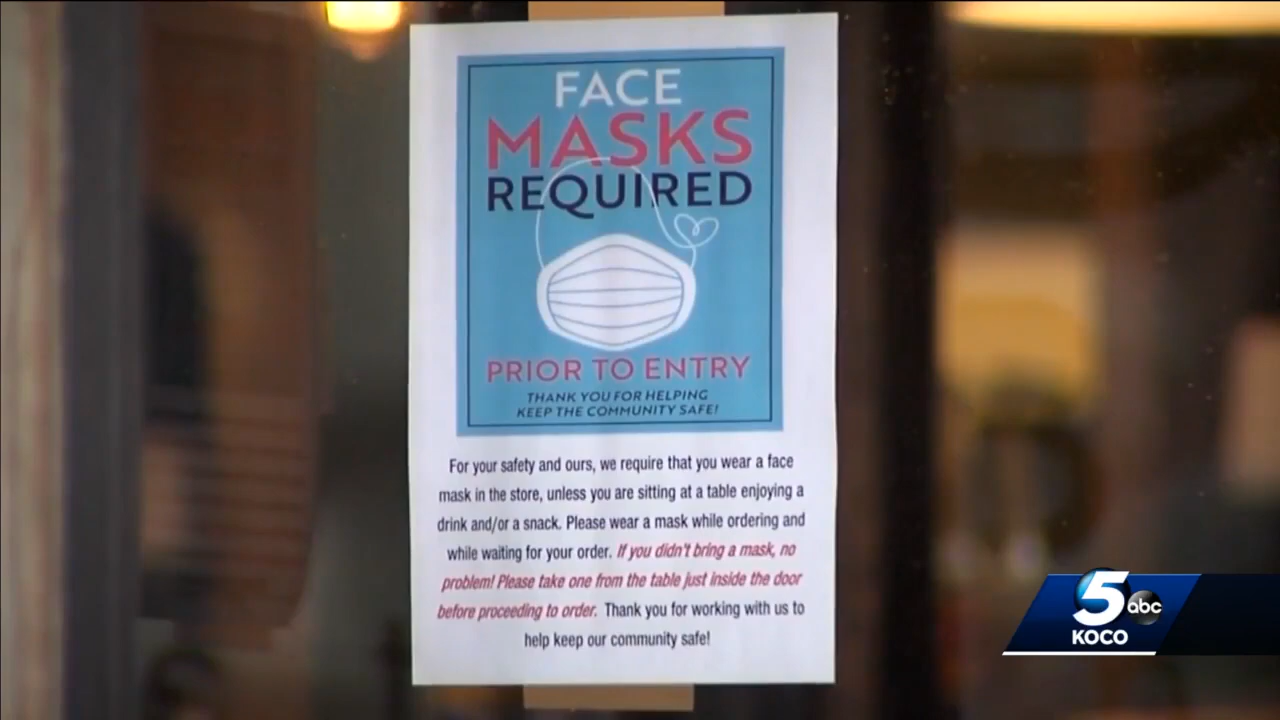 FACE
MASKS
REQUIRED
PRIOR TO ENTRY
THANK YOU FOR HELPING
KEEP THE COMMUNITY SAFE!
For your safety and ours, we require that you wear a face
mask in the store, unless you are sitting at a table enjoying a
drink and/or a snack. Please wear a mask while ordering and
while waiting for your order. If you didn't bring a mask, no
problem! Please take one from the table just inside the door
before proceeding to order. Thank you for working with us to
help keep our community safe!
5 abc
KOCO